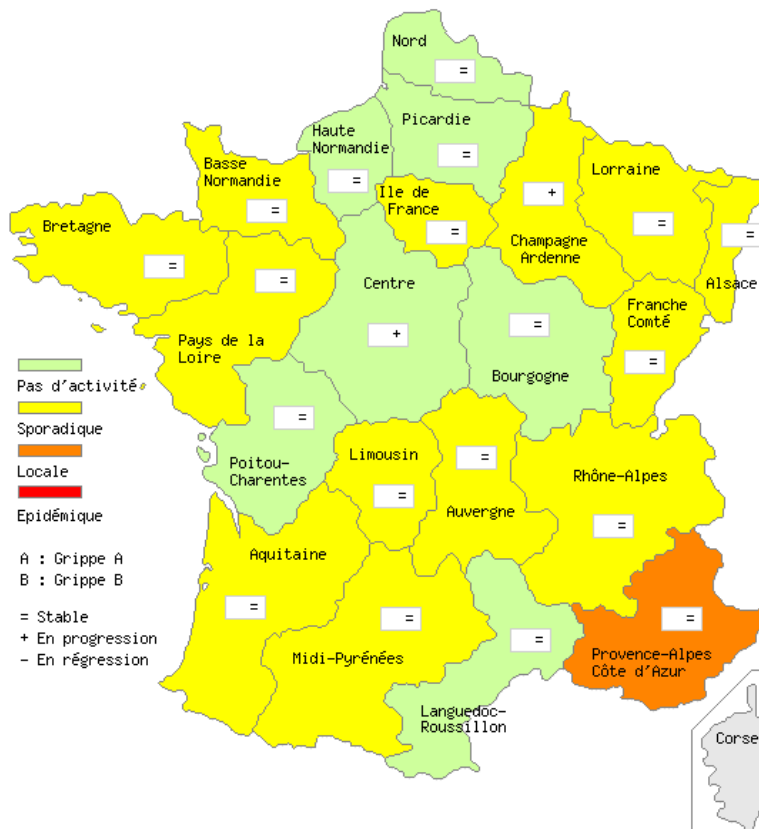 Nord
=
Picardie
=
Haute
Normandie
=
Basse
Normandie
=
Ile de
France
=
+
Champagne
Ardenne
Lorraine
=
=
Alsace
Bretagne
=
=
Pays de la
Loire
Centre
+
=
Bourgogne
Franche
Comté
=
Pas d'activité
Sporadique
Locale
Epidémique
A : Grippe A
B : Grippe B
= Stable
+ En progression
- En régression
=
Poitou-
Charentes
Limousin
=
=
Auvergne
Rhône-Alpes
=
Aquitaine
=
=
Midi-Pyrénées
=
Languedoc-
Roussillon
=
Provence-Alpes
Côte d'Azur
Corse